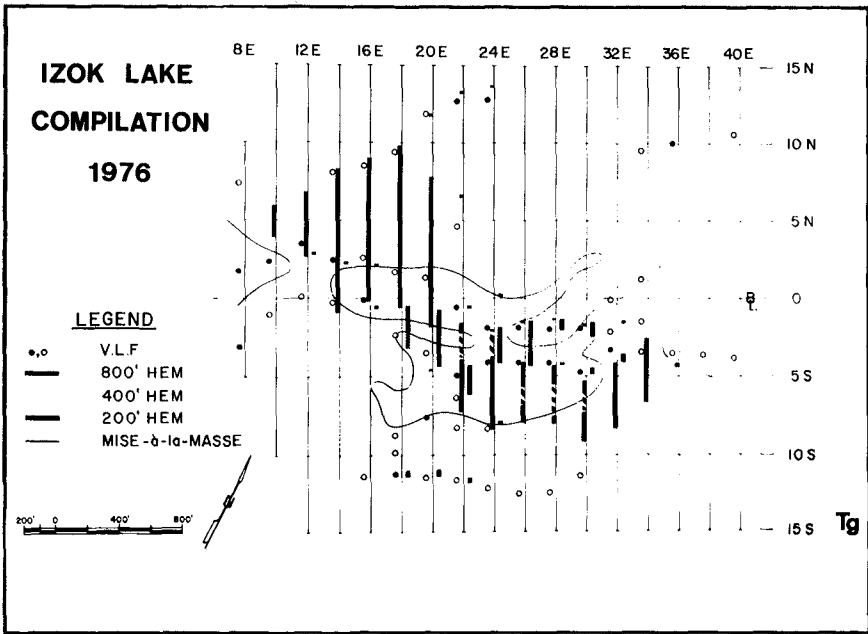 IZOK LAKE
COMPILATION
1976
8E 12E 16E 20E 24E 28E 32E 36E 40E
15N
10N
5N
0
5S
10S
15S
LEGEND
V.L.F
800' HEM
400' HEM
200' HEM
MISE-à-la-MASSE
200' 0 400' 800'
Tg